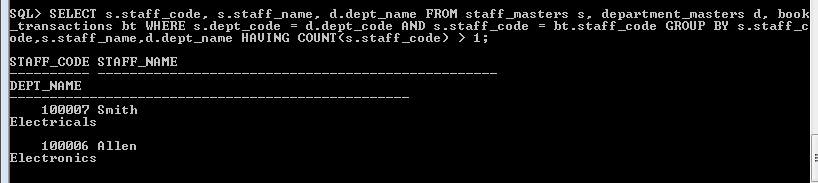 SQL> SELECT s.staff_code, s.staff_name, d.dept_name FROM staff_masters s, department_masters d, book
_transactions bt WHERE s.dept_code = d.dept_code AND s.staff_code = bt.staff_code GROUP BY s.staff_c
ode,s.staff_name,d.dept_name HAVING COUNT(s.staff_code) > 1;
STAFF_CODE STAFF_NAME
---------- --------------------------------------------------
DEPT_NAME
--------------------------------------------------
100007 Smith
Electricals
100006 Allen
Electronics